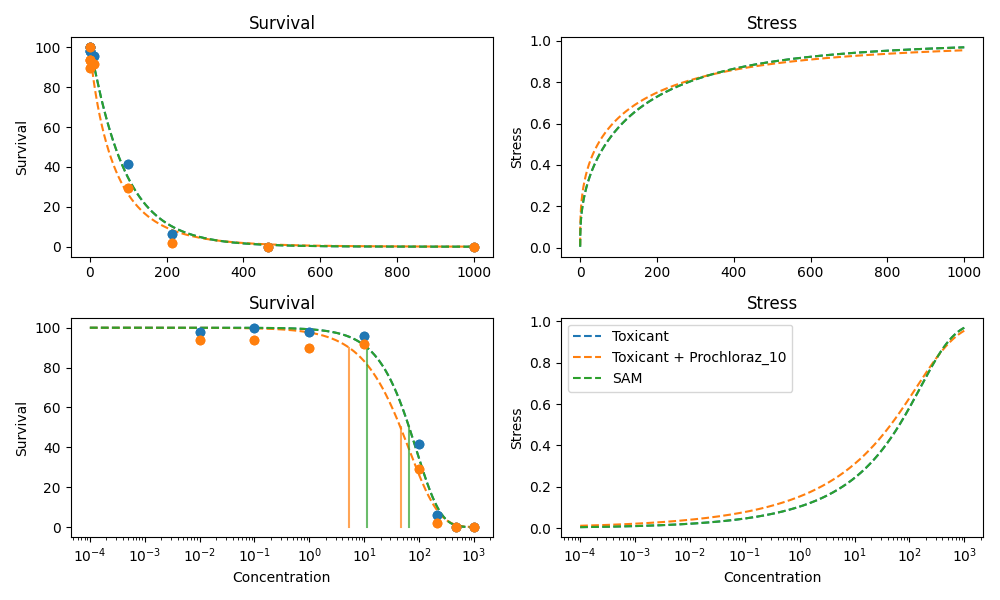 Survival
Survival
100
80
60
40
20
0
0 200 400 600 800 1000
Stress
Stress
1.0
0.8
0.6
0.4
0.2
0.0
0 200 400 600 800 1000
Survival
Survival
100
80
60
40
20
0
10⁻⁴ 10⁻³ 10⁻² 10⁻¹ 10⁰ 10¹ 10² 10³
Concentration
Stress
Stress
1.0
0.8
0.6
0.4
0.2
0.0
Toxicant
Toxicant + Prochloraz_10
SAM
10⁻⁴ 10⁻³ 10⁻² 10⁻¹ 10⁰ 10¹ 10² 10³
Concentration